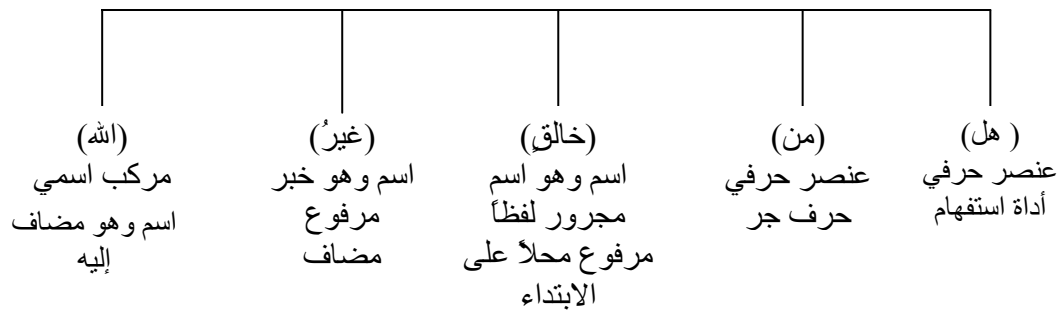 ( هل)
عنصر حرفي
أداة استفهام
(من)
عنصر حرفي
حرف جر
(خالقٍ)
اسم وهو اسم
مجرور لفظاً
مرفوع محلاً على
الابتداء
(غيرُ)
اسم وهو خبر
مرفوع
مضاف
(الله)
مركب اسمي
اسم وهو مضاف
إليه